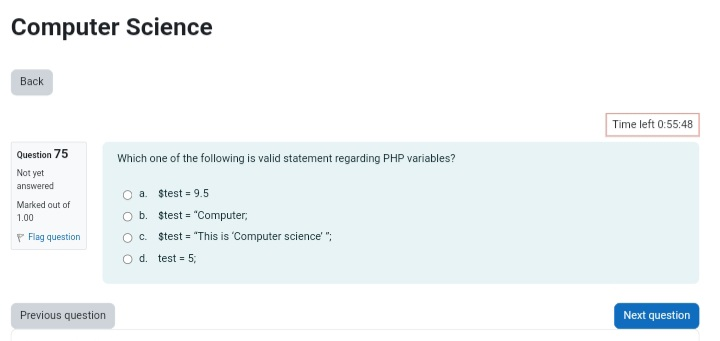 Computer Science
Back
Time left 0:55:48
Question 75
Not yet
answered
Marked out of
1.00
Flag question
Which one of the following is valid statement regarding PHP variables?
a. $test = 9.5
b. $test = “Computer;
c. $test = “This is ‘Computer science’ ”;
d. test = 5;
Previous question
Next question